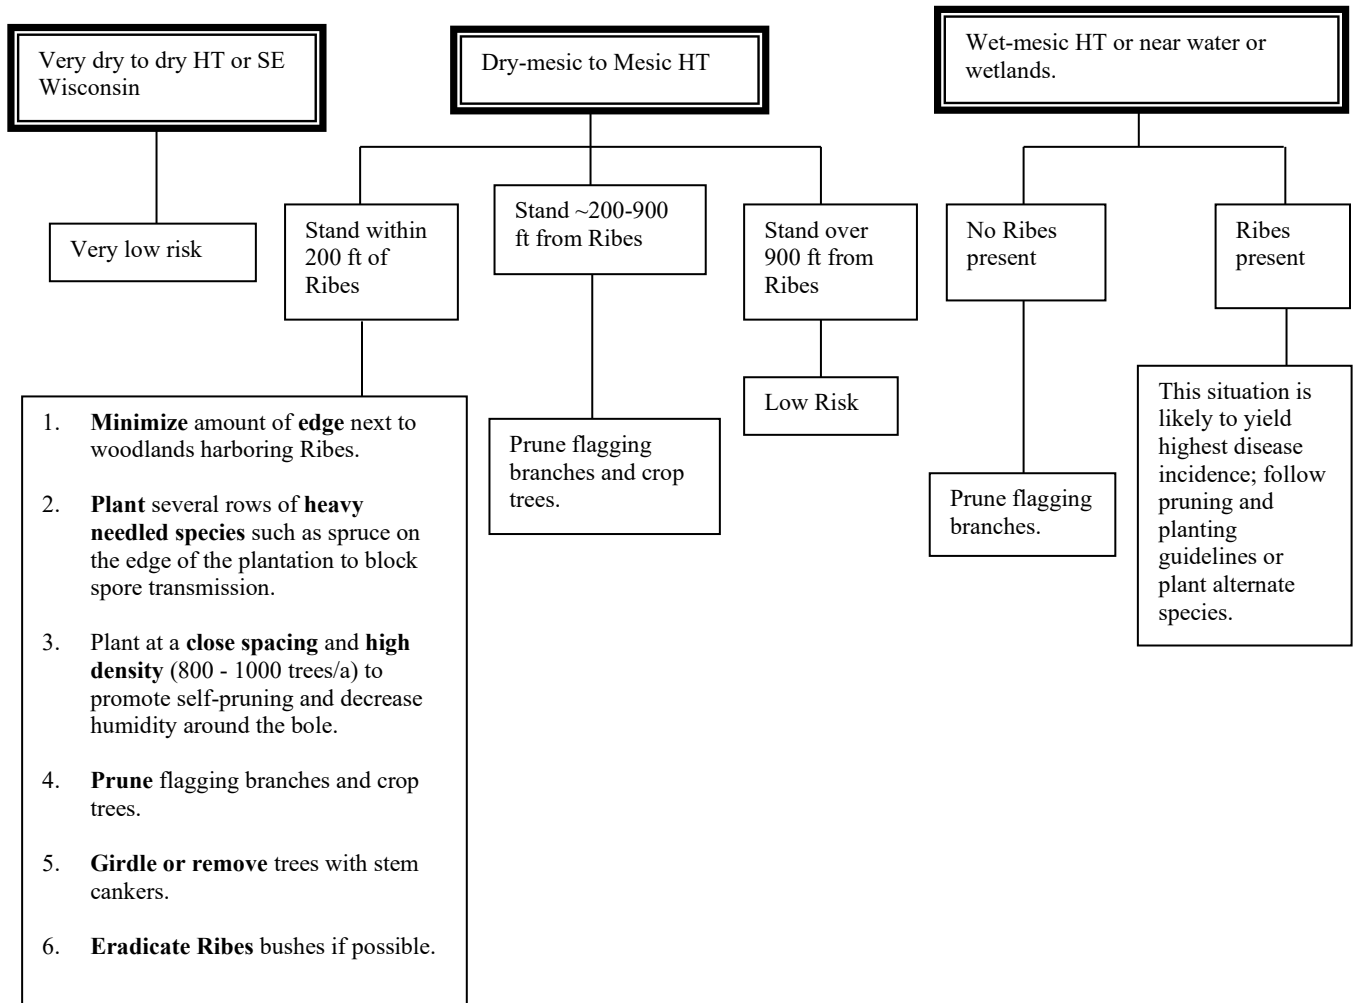 Very dry to dry HT or SE
Wisconsin
Dry-mesic to Mesic HT
Wet-mesic HT or near water or
wetlands.
Very low risk
Stand within
200 ft of
Ribes
Stand ~200-900
ft from Ribes
Stand over
900 ft from
Ribes
No Ribes
present
Ribes
present
1. Minimize amount of edge next to
woodlands harboring Ribes.
2. Plant several rows of heavy
needled species such as spruce on
the edge of the plantation to block
spore transmission.
3. Plant at a close spacing and high
density (800 - 1000 trees/a) to
promote self-pruning and decrease
humidity around the bole.
4. Prune flagging branches and crop
trees.
5. Girdle or remove trees with stem
cankers.
6. Eradicate Ribes bushes if possible.
Prune flagging
branches and crop
trees.
Low Risk
Prune flagging
branches.
This situation is
likely to yield
highest disease
incidence; follow
pruning and
planting
guidelines or
plant alternate
species.